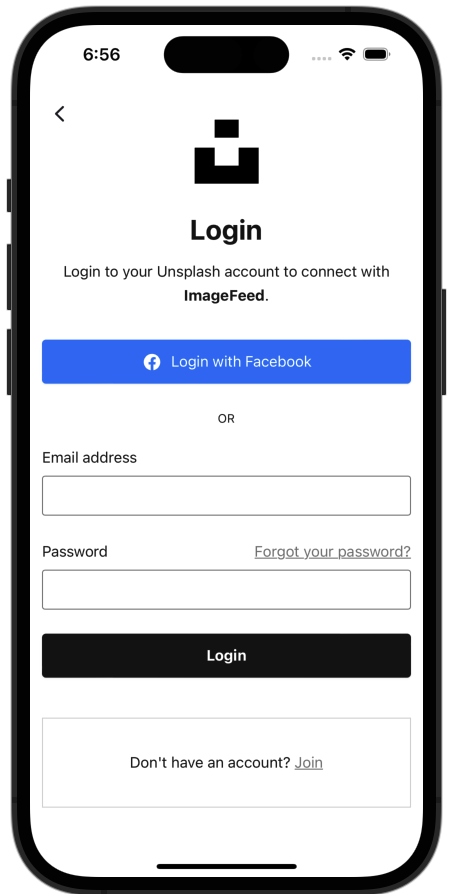 6:56
Login
Login to your Unsplash account to connect with
ImageFeed.
Login with Facebook
OR
Email address
Password Forgot your password?
Login
Don't have an account? Join